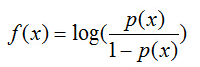 f(x) = log(p(x)/(1 − p(x)))